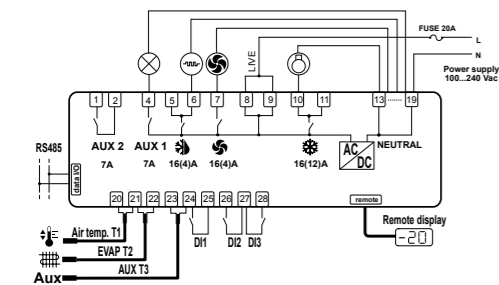 FUSE 20A
L
N
LIVE
Power supply
100...240 Vac
1 2 4 5 6 7 8 9 10 11 13 19
AUX 2
7A
AUX 1
7A
16(4)A
16(4)A
16(12)A
AC
DC
NEUTRAL
RS485
data I/O
20 21 22 23 24 25 26 27 28
remote
DI1
DI2
DI3
Remote display
-20
Air temp. T1
EVAP T2
AUX T3
Aux